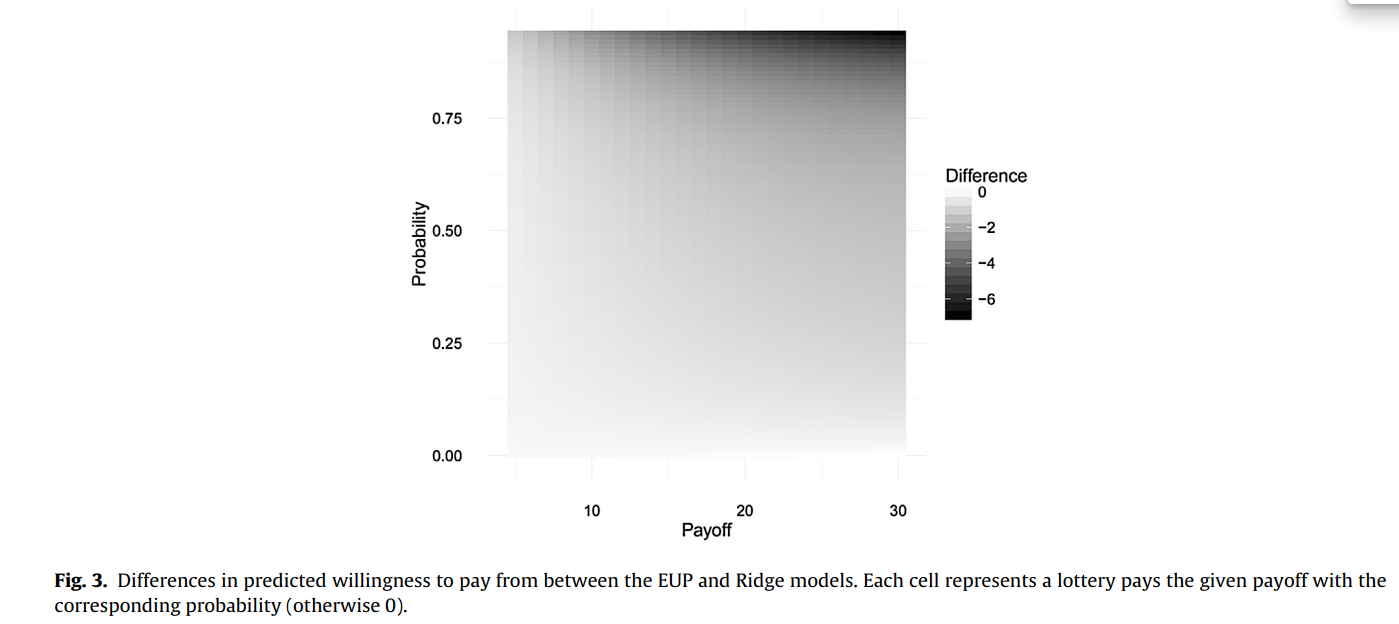 0.75
0.50
0.25
0.00
Probability
10
20
30
Payoff
Difference
0
−2
−4
−6
Fig. 3. Differences in predicted willingness to pay from between the EUP and Ridge models. Each cell represents a lottery pays the given payoff with the
corresponding probability (otherwise 0).